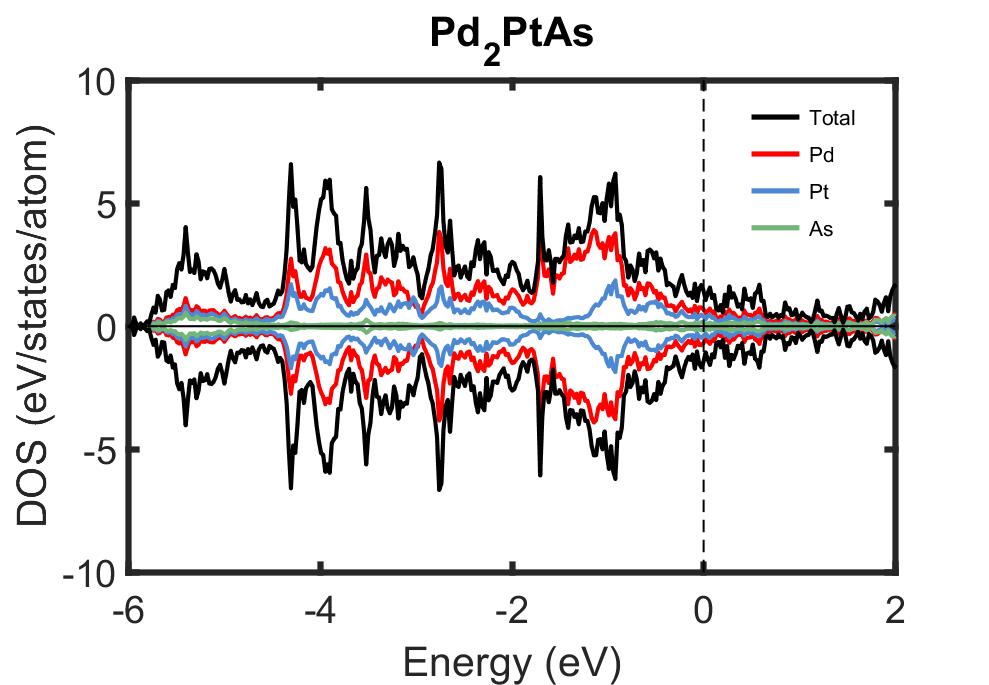 Pd₂PtAs
10
5
0
-5
-10
DOS (eV/states/atom)
Total
Pd
Pt
As
-6 -4 -2 0 2
Energy (eV)